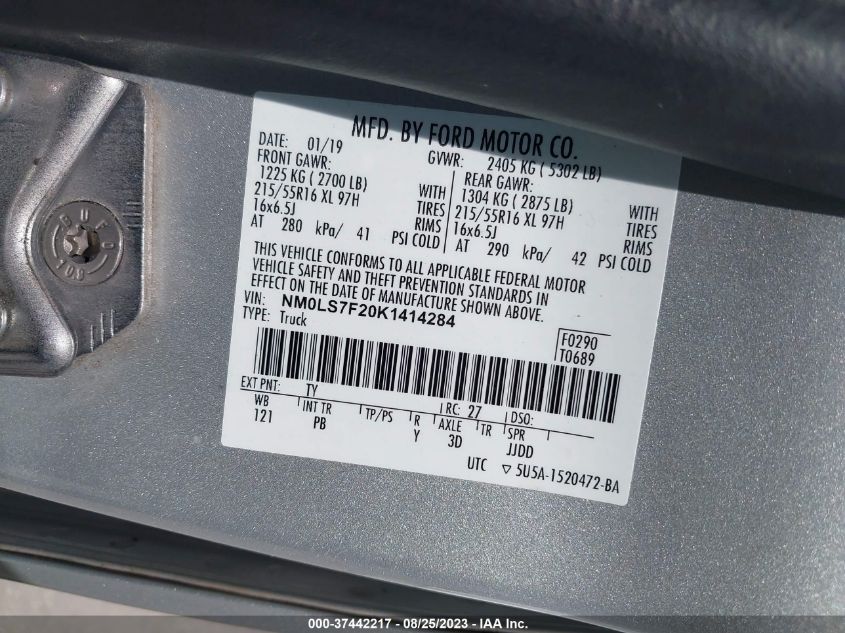 MFD. BY FORD MOTOR CO.
DATE: 01/19 GVWR: 2405 KG ( 5302 LB)
FRONT GAWR: REAR GAWR:
1225 KG ( 2700 LB) WITH 1304 KG ( 2875 LB) WITH
215/55R16 XL 97H TIRES 215/55R16 XL 97H TIRES
16x6.5J RIMS 16x6.5J RIMS
AT 280 kPa/ 41 PSI COLD AT 290 kPa/ 42 PSI COLD
THIS VEHICLE CONFORMS TO ALL APPLICABLE FEDERAL MOTOR
VEHICLE SAFETY AND THEFT PREVENTION STANDARDS IN
EFFECT ON THE DATE OF MANUFACTURE SHOWN ABOVE.
VIN: NM0LS7F20K1414284
TYPE: Truck
F0290
T0689
EXT PNT: TY RC: 27 DSO:
WB INT TR TP/PS R AXLE TR SPR
121 PB Y 3D JJDD
UTC ▽ 5U5A-1520472-BA
000-37442217 - 08/25/2023 - IAA Inc.